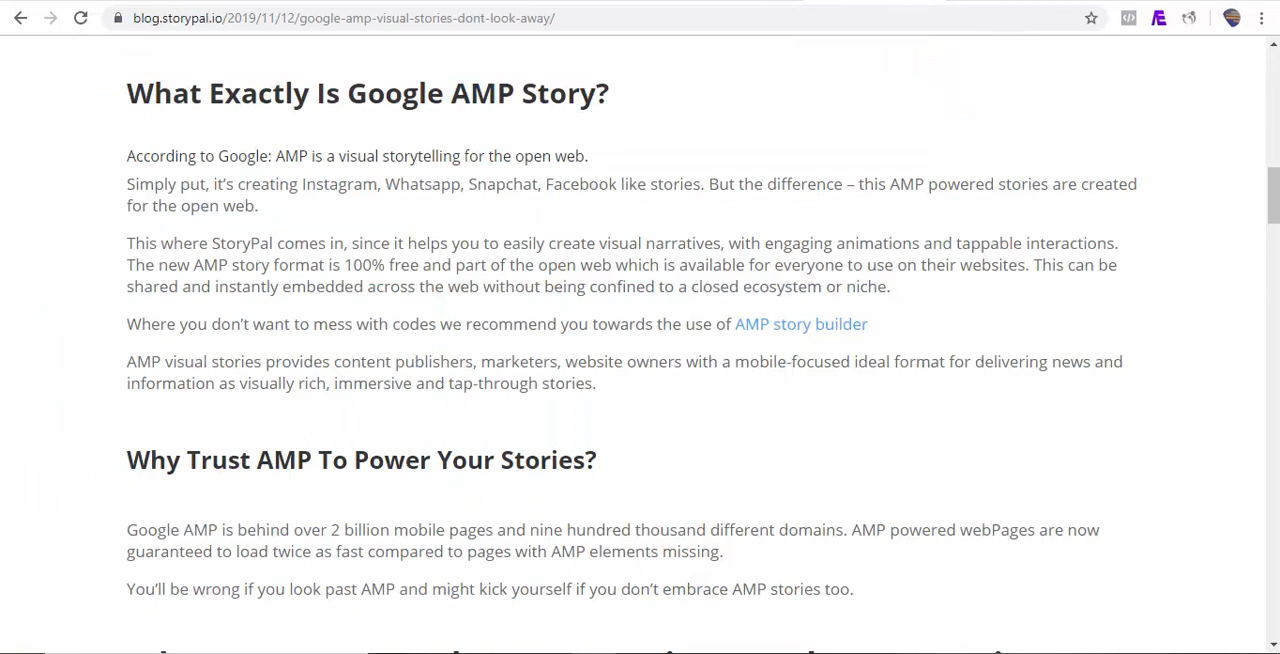 blog.storypal.io/2019/11/12/google-amp-visual-stories-dont-look-away/
What Exactly Is Google AMP Story?
According to Google: AMP is a visual storytelling for the open web.
Simply put, it’s creating Instagram, Whatsapp, Snapchat, Facebook like stories. But the difference – this AMP powered stories are created
for the open web.
This where StoryPal comes in, since it helps you to easily create visual narratives, with engaging animations and tappable interactions.
The new AMP story format is 100% free and part of the open web which is available for everyone to use on their websites. This can be
shared and instantly embedded across the web without being confined to a closed ecosystem or niche.
Where you don’t want to mess with codes we recommend you towards the use of AMP story builder
AMP visual stories provides content publishers, marketers, website owners with a mobile-focused ideal format for delivering news and
information as visually rich, immersive and tap-through stories.
Why Trust AMP To Power Your Stories?
Google AMP is behind over 2 billion mobile pages and nine hundred thousand different domains. AMP powered webPages are now
guaranteed to load twice as fast compared to pages with AMP elements missing.
You’ll be wrong if you look past AMP and might kick yourself if you don’t embrace AMP stories too.